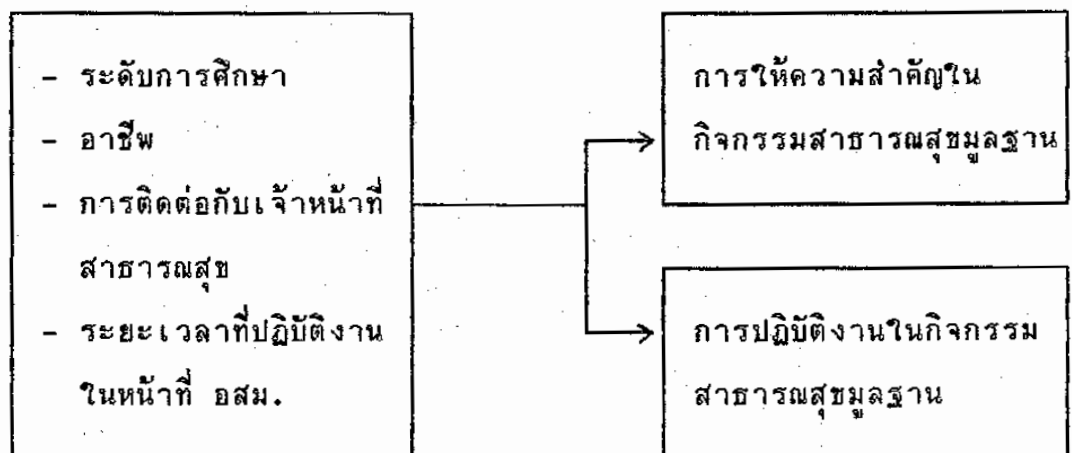 - ระดับการศึกษา
- อาชีพ
- การติดต่อกับเจ้าหน้าที่
สาธารณสุข
- ระยะเวลาที่ปฏิบัติงาน
ในหน้าที่ อสม.
การให้ความสำคัญใน
กิจกรรมสาธารณสุขมูลฐาน
การปฏิบัติงานในกิจกรรม
สาธารณสุขมูลฐาน